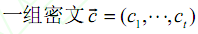 一组密文 c⃗ = (c₁,⋯,cₜ)